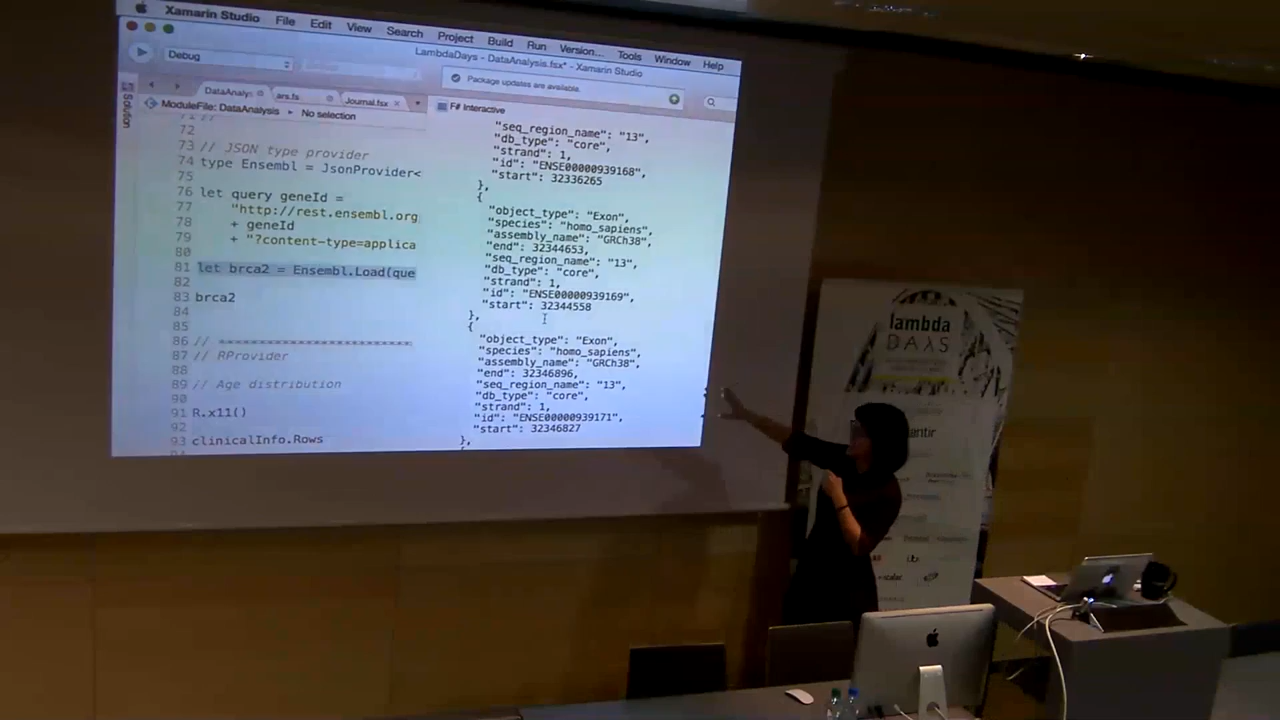 Xamarin Studio File Edit View Search Project Build Run Version... Tools Window Help
LambdaDays - DataAnalysis.fsx* - Xamarin Studio
Debug
Package updates are available.
DataAnaly:
ars.fs
Journal.fsx
ModuleFile: DataAnalysis
No selection
Solution
72
73 // JSON type provider
74 type Ensembl = JsonProvider<
75
76 let query geneId =
77 "http://rest.ensembl.org
78 + geneId
79 + "?content-type=applica
80
81 let brca2 = Ensembl.Load(que
82
83 brca2
84
85
86 // ========================
87 // RProvider
88
89 // Age distribution
90
91 R.x11()
92
93 clinicalInfo.Rows
94
F# Interactive
"seq_region_name": "13",
"db_type": "core",
"strand": 1,
"id": "ENSE00000939168",
"start": 32336265
},
{
"object_type": "Exon",
"species": "homo_sapiens",
"assembly_name": "GRCh38",
"end": 32344653,
"seq_region_name": "13",
"db_type": "core",
"strand": 1,
"id": "ENSE00000939169",
"start": 32344558
},
{
"object_type": "Exon",
"species": "homo_sapiens",
"assembly_name": "GRCh38",
"end": 32346896,
"seq_region_name": "13",
"db_type": "core",
"strand": 1,
"id": "ENSE00000939171",
"start": 32346827
},
lambda
DAYS